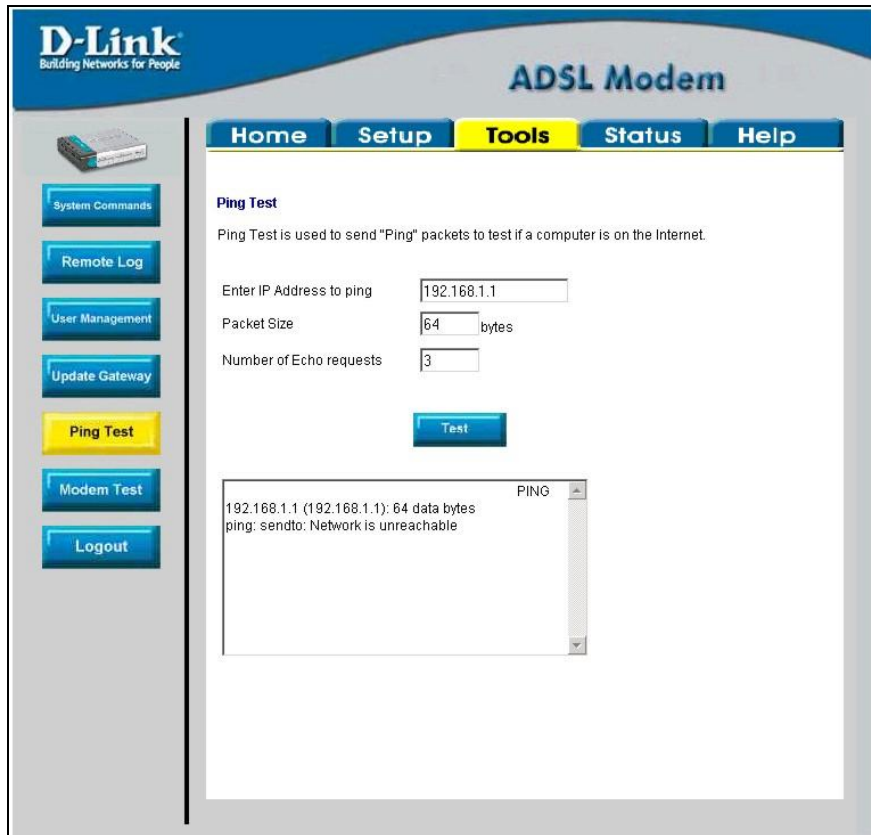 D-Link
Building Networks for People
ADSL Modem
Home Setup Tools Status Help
System Commands
Remote Log
User Management
Update Gateway
Ping Test
Modem Test
Logout
Ping Test
Ping Test is used to send "Ping" packets to test if a computer is on the Internet.
Enter IP Address to ping 192.168.1.1
Packet Size 64 bytes
Number of Echo requests 3
Test
PING
192.168.1.1 (192.168.1.1): 64 data bytes
ping: sendto: Network is unreachable